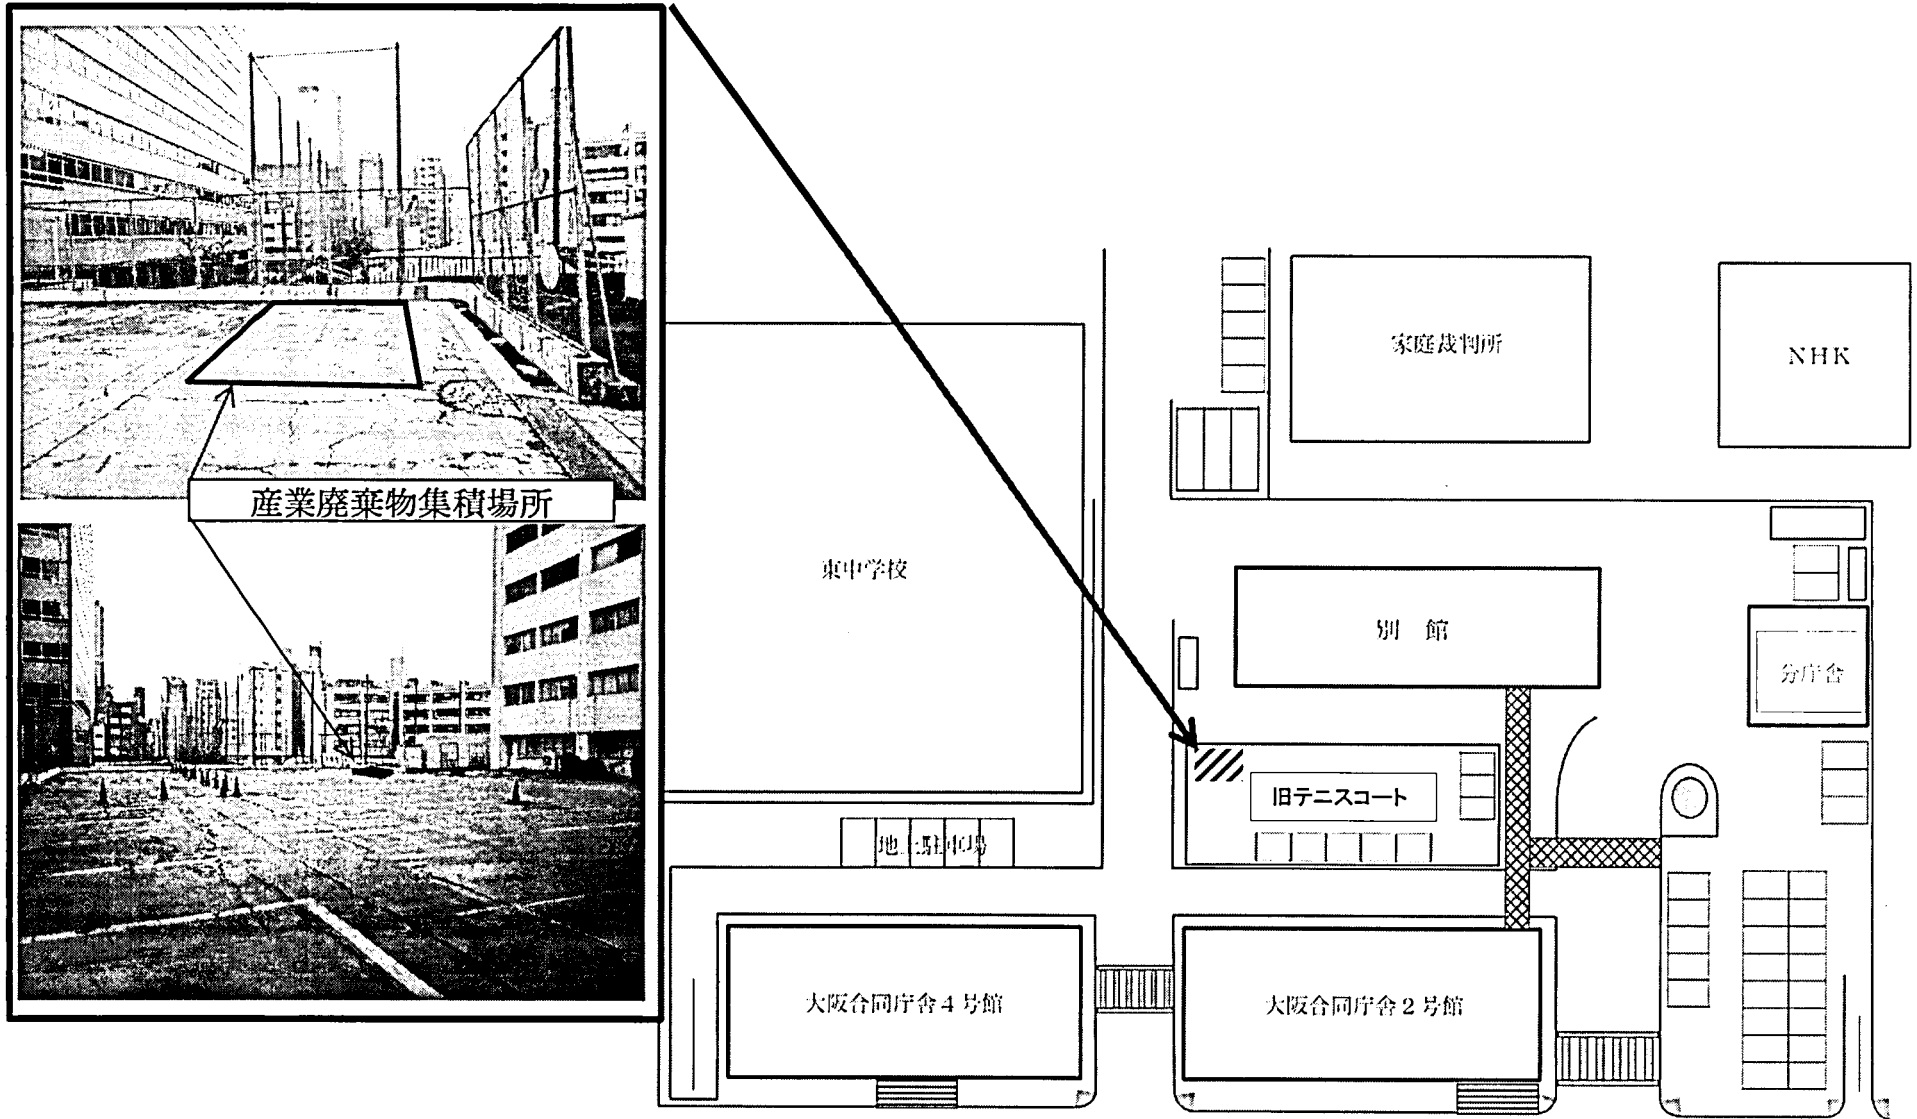 産業廃棄物集積場所
家庭裁判所
NHK
東中学校
別 館
分庁舎
旧テニスコート
地上駐車場
大阪合同庁舎4号館
大阪合同庁舎2号館